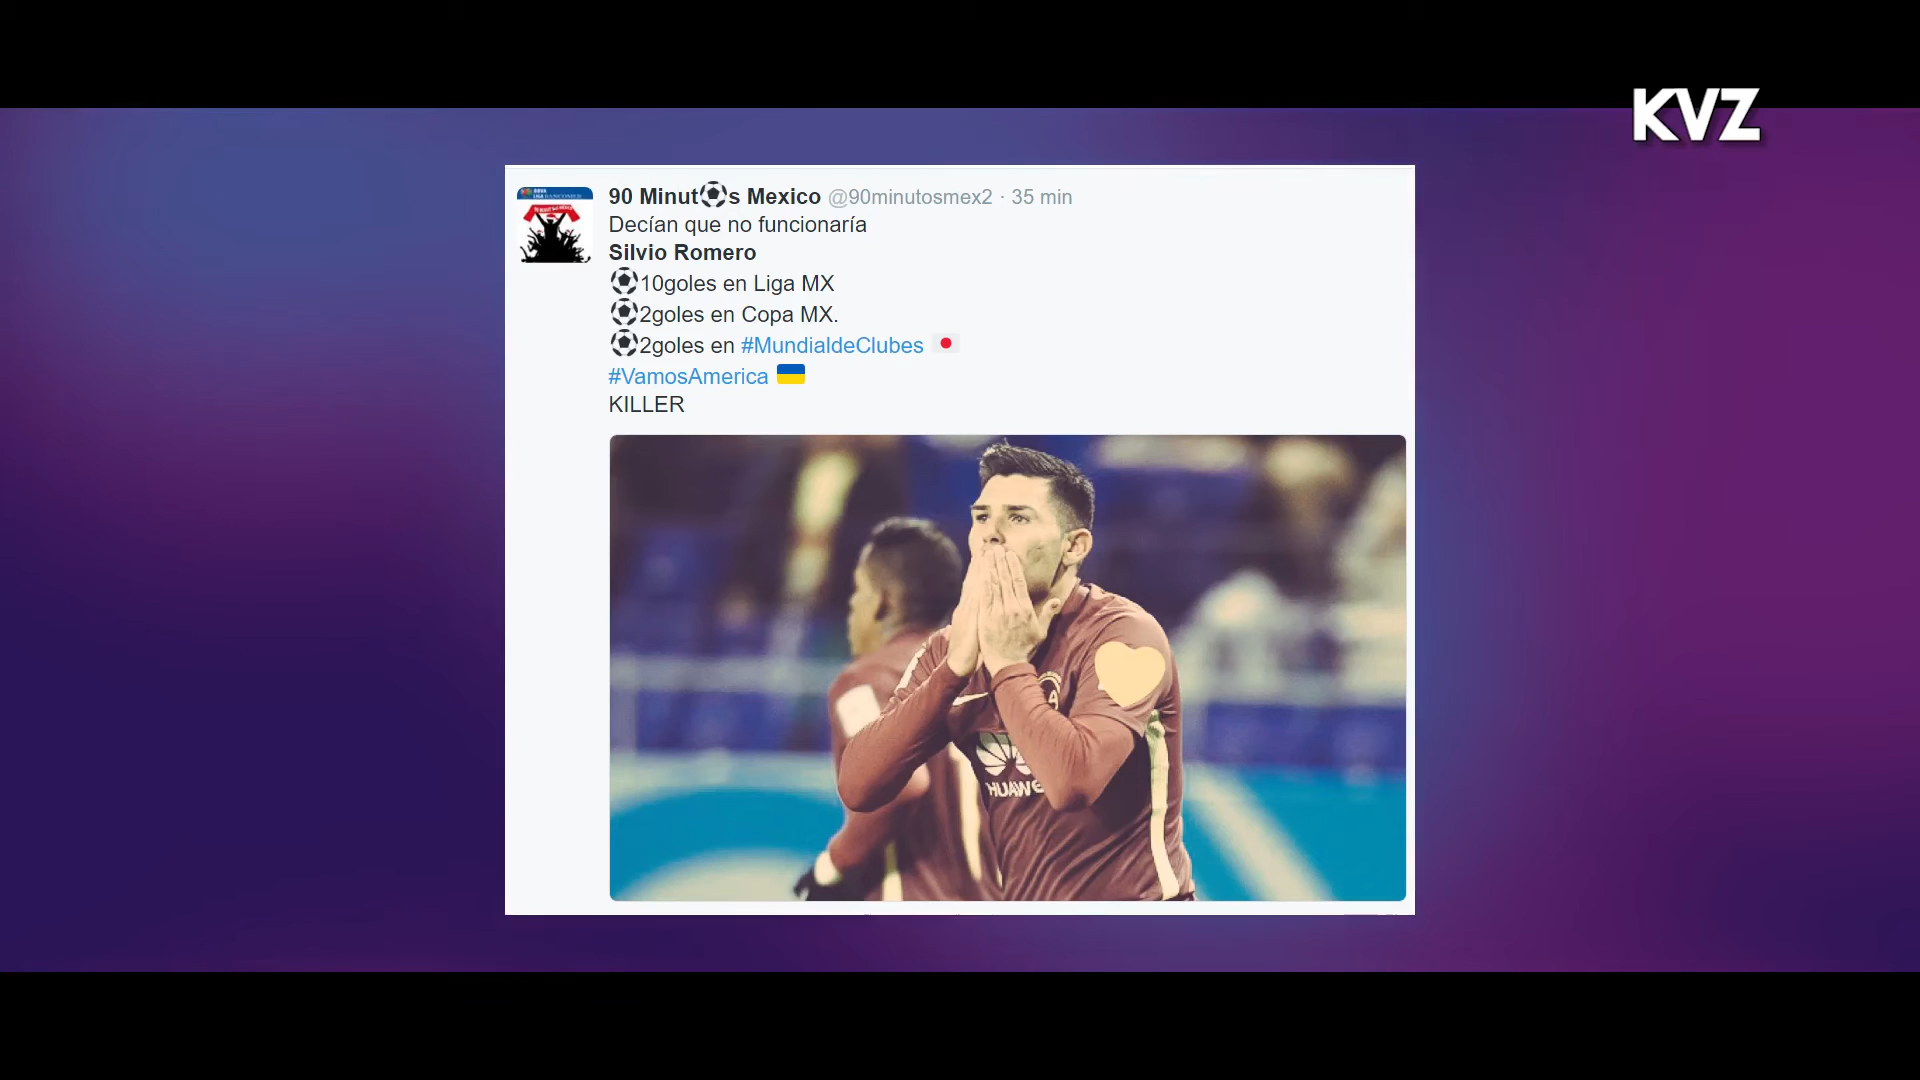 KVZ
90 Minut⚽s Mexico @90minutosmex2 · 35 min
Decían que no funcionaría
Silvio Romero
⚽10goles en Liga MX
⚽2goles en Copa MX.
⚽2goles en #MundialdeClubes 🇯🇵
#VamosAmerica 🇺🇦
KILLER
HUAWE